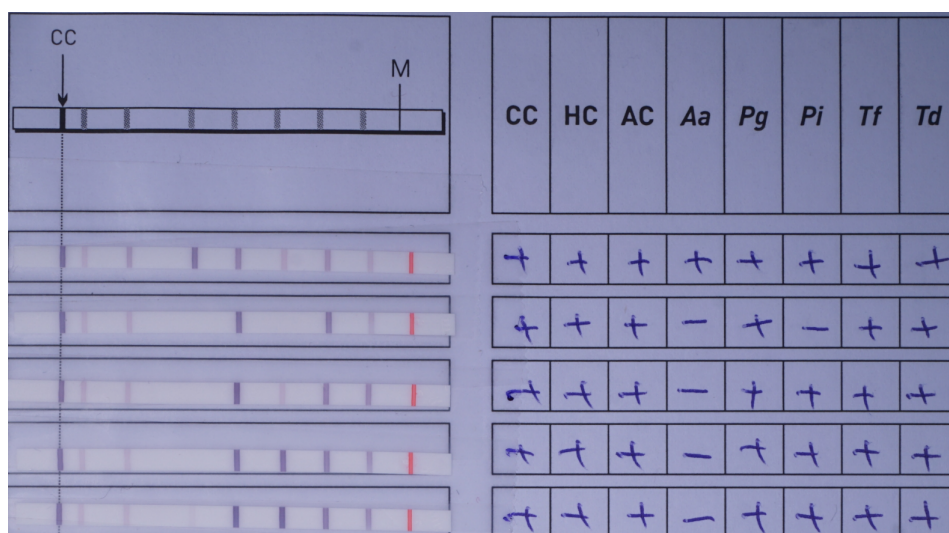 CC
M
CC HC AC Aa Pg Pi Tf Td
+ + + + + + + +
+ + + - + - + +
+ + + - + + + +
+ + + - + + + +
+ + + - + + + +